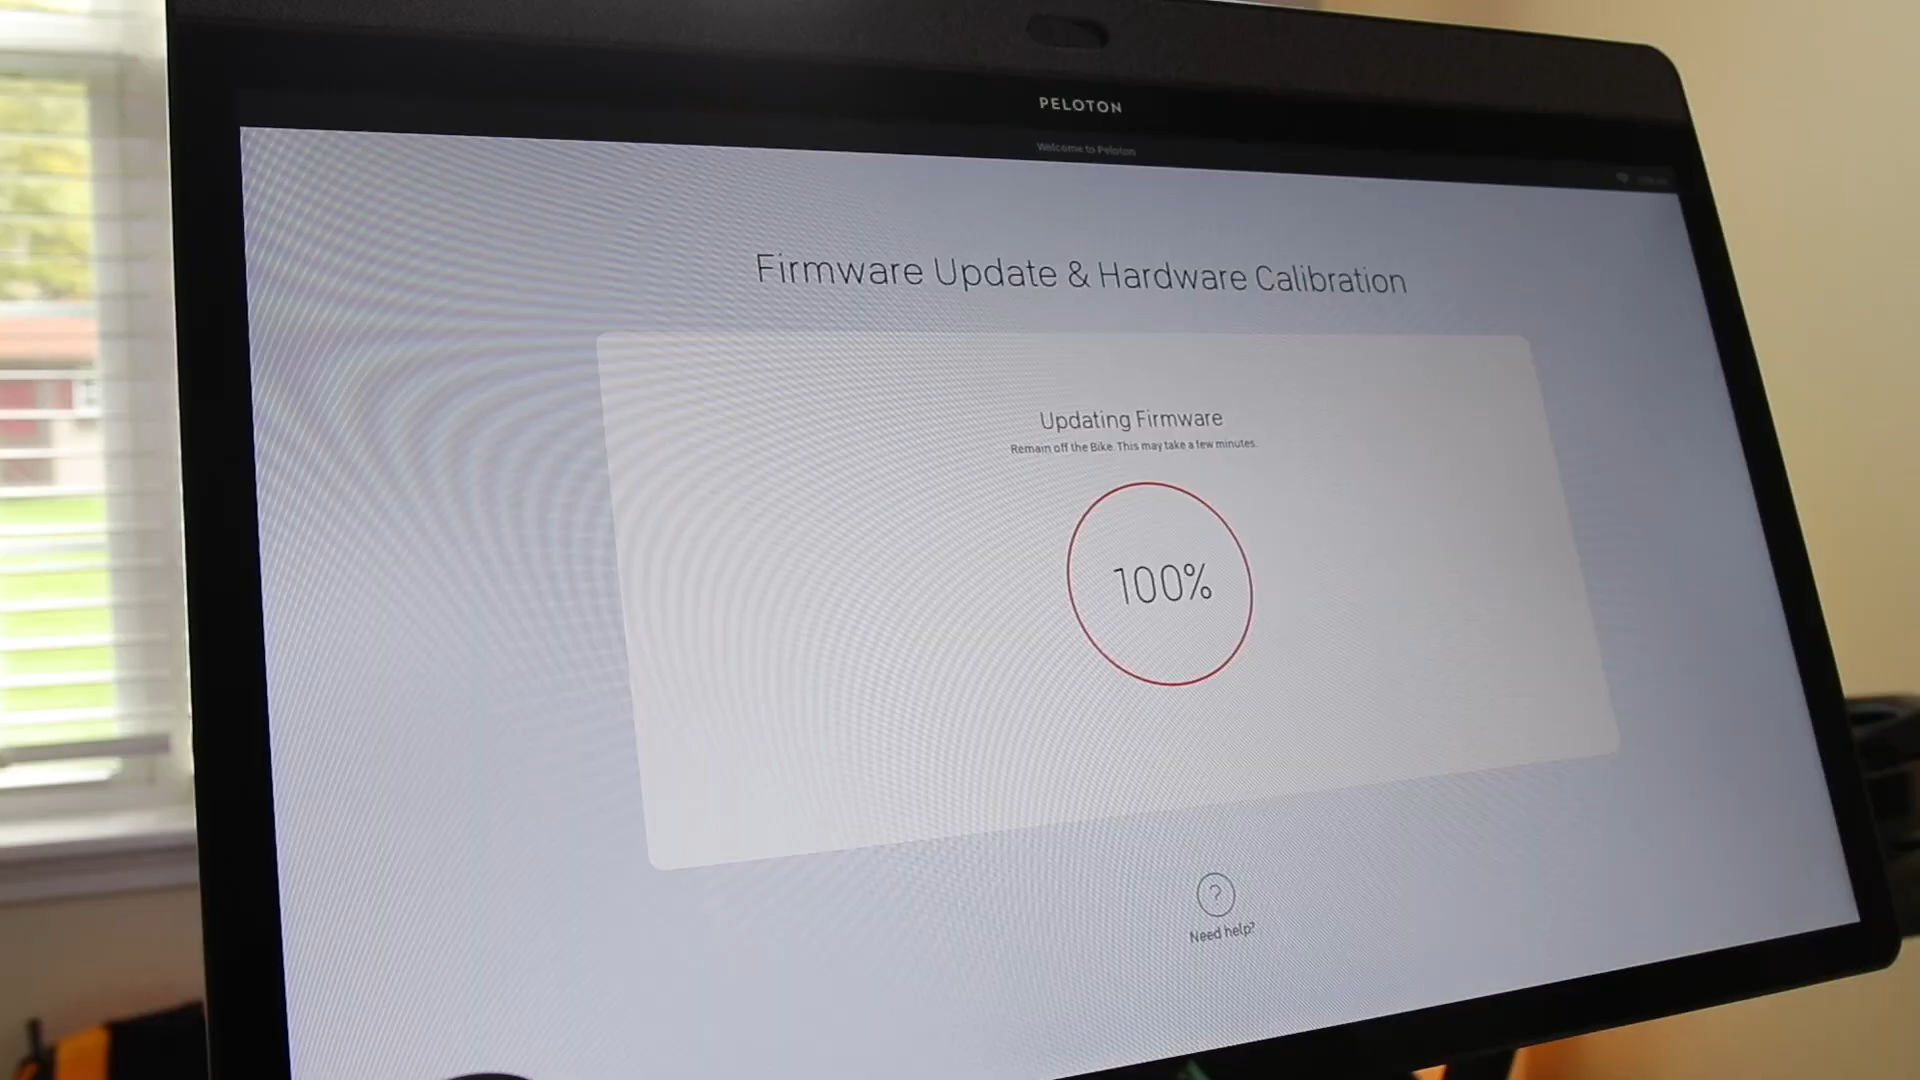 PELOTON
Welcome to Peloton
Firmware Update & Hardware Calibration
Updating Firmware
Remain off the Bike. This may take a few minutes.
100%
?
Need help?